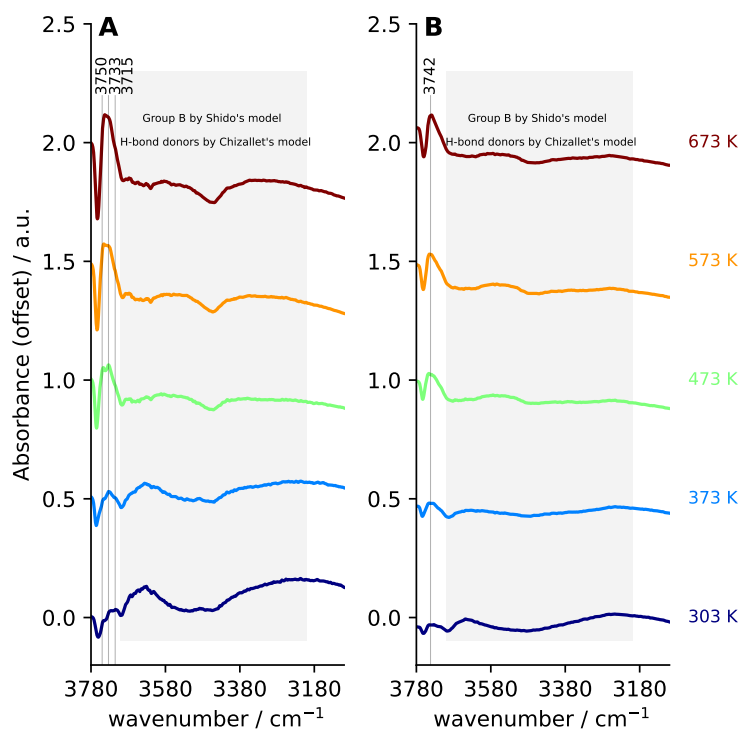 A
B
2.5
2.0
1.5
1.0
0.5
0.0
Absorbance (offset) / a.u.
3750
3733
3715
Group B by Shido's model
H-bond donors by Chizallet's model
3780 3580 3380 3180
wavenumber / cm⁻¹
2.5
2.0
1.5
1.0
0.5
0.0
3742
Group B by Shido's model
H-bond donors by Chizallet's model
3780 3580 3380 3180
wavenumber / cm⁻¹
673 K
573 K
473 K
373 K
303 K